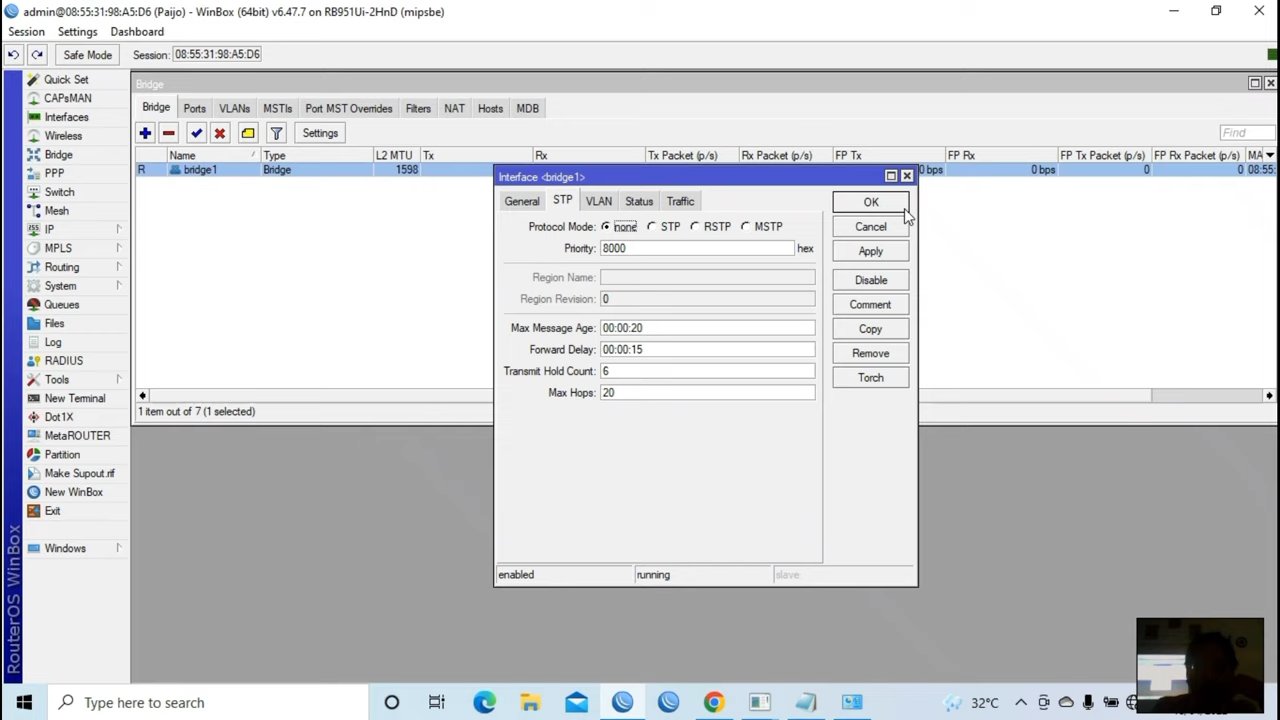 admin@08:55:31:98:A5:D6 (Paijo) - WinBox (64bit) v6.47.7 on RB951Ui-2HnD (mipsbe)
Session Settings Dashboard
Safe Mode Session: 08:55:31:98:A5:D6
Quick Set
CAPsMAN
Interfaces
Wireless
Bridge
PPP
Switch
Mesh
IP
MPLS
Routing
System
Queues
Files
Log
RADIUS
Tools
New Terminal
Dot1X
MetaROUTER
Partition
Make Supout.rif
New WinBox
Exit
Windows
RouterOS WinBox
Bridge
Bridge Ports VLANs MSTIs Port MST Overrides Filters NAT Hosts MDB
Settings Find
Name Type L2 MTU Tx Rx Tx Packet (p/s) Rx Packet (p/s) FP Tx FP Rx FP Tx Packet (p/s) FP Rx Packet (p/s) MA
R bridge1 Bridge 1598 0 bps 0 bps 0 0 08:55:
1 item out of 7 (1 selected)
Interface <bridge1>
General STP VLAN Status Traffic
Protocol Mode: none STP RSTP MSTP
Priority: 8000 hex
Region Name:
Region Revision: 0
Max Message Age: 00:00:20
Forward Delay: 00:00:15
Transmit Hold Count: 6
Max Hops: 20
OK
Cancel
Apply
Disable
Comment
Copy
Remove
Torch
enabled running slave
Type here to search
32°C